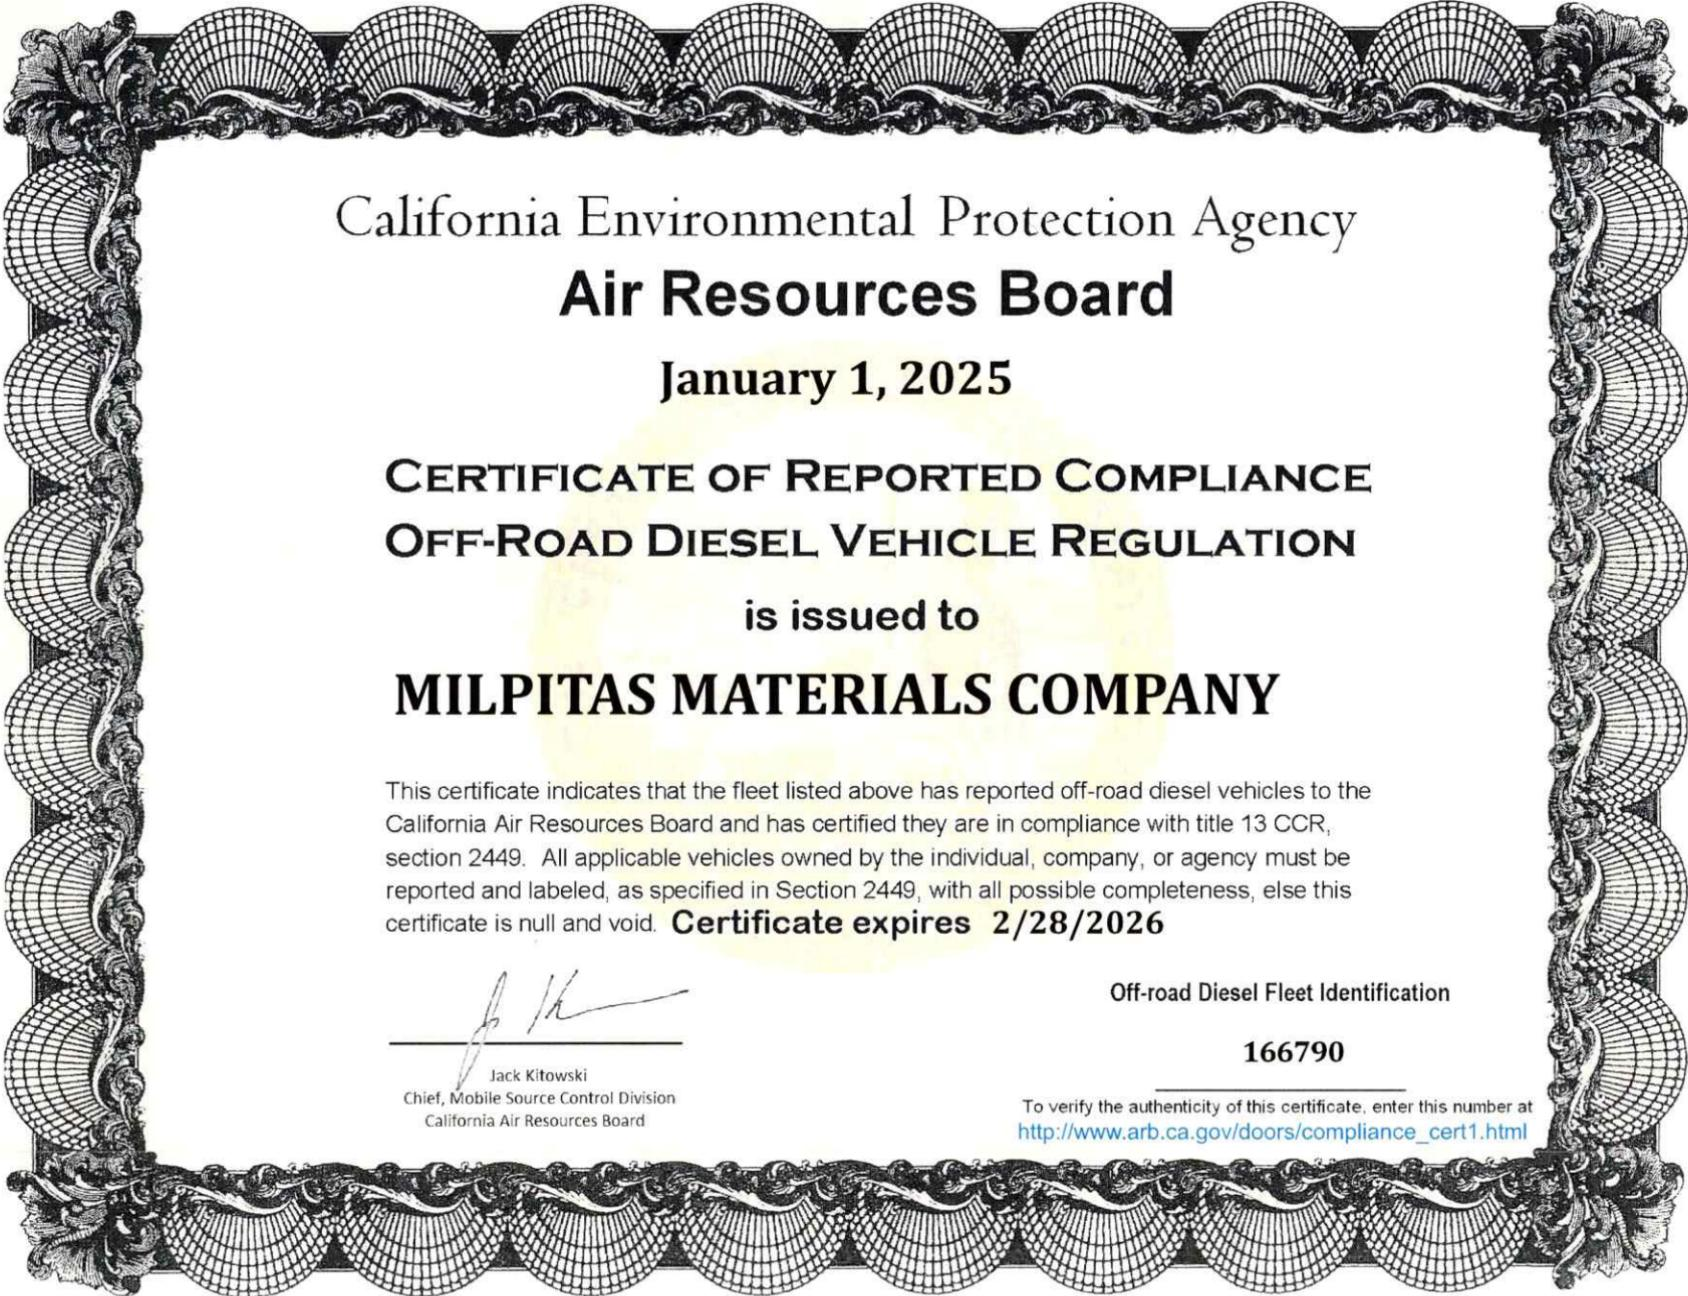 California Environmental Protection Agency
Air Resources Board
January 1, 2025
CERTIFICATE OF REPORTED COMPLIANCE
OFF-ROAD DIESEL VEHICLE REGULATION
is issued to
MILPITAS MATERIALS COMPANY
This certificate indicates that the fleet listed above has reported off-road diesel vehicles to the
California Air Resources Board and has certified they are in compliance with title 13 CCR,
section 2449. All applicable vehicles owned by the individual, company, or agency must be
reported and labeled, as specified in Section 2449, with all possible completeness, else this
certificate is null and void. Certificate expires 2/28/2026
Jack Kitowski
Chief, Mobile Source Control Division
California Air Resources Board
Off-road Diesel Fleet Identification
166790
To verify the authenticity of this certificate, enter this number at
http://www.arb.ca.gov/doors/compliance_cert1.html